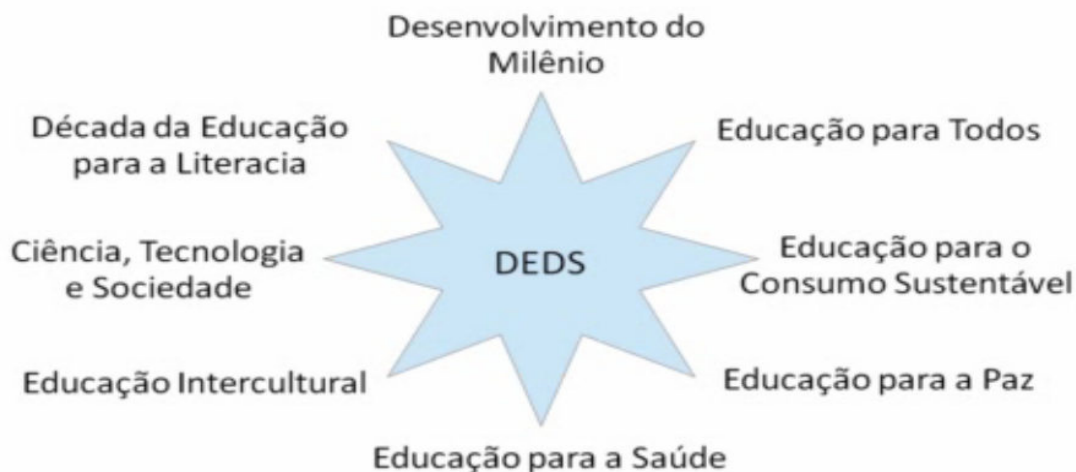 Desenvolvimento do
Milênio
Década da Educação
para a Literacia
Educação para Todos
Ciência, Tecnologia
e Sociedade
DEDS
Educação para o
Consumo Sustentável
Educação Intercultural
Educação para a Paz
Educação para a Saúde